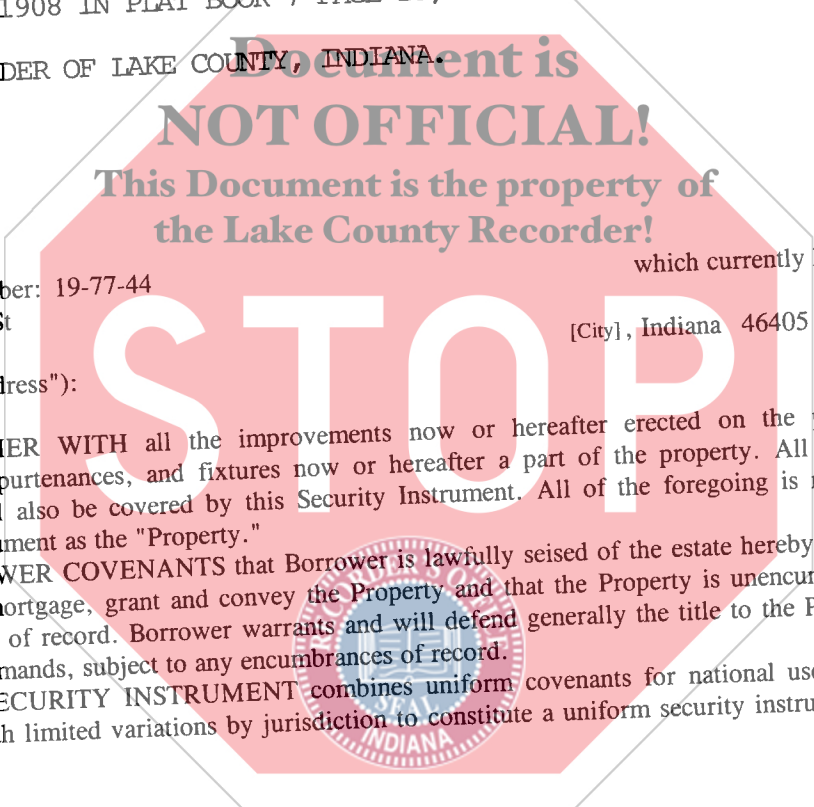 1908 IN PLAT BOOK 7 PAGE
DER OF LAKE COUNTY, INDIANA.
Document is
NOT OFFICIAL!
This Document is the property of
the Lake County Recorder!
which currently
ber: 19-77-44
St
[City], Indiana 46405
dress"):
STOP
HER WITH all the improvements now or hereafter erected on the
purtenances, and fixtures now or hereafter a part of the property. All
l also be covered by this Security Instrument. All of the foregoing is
ument as the "Property."
WER COVENANTS that Borrower is lawfully seised of the estate hereby
ortgage, grant and convey the Property and that the Property is unencum
of record. Borrower warrants and will defend generally the title to the P
mands, subject to any encumbrances of record.
ECURITY INSTRUMENT combines uniform covenants for national use
h limited variations by jurisdiction to constitute a uniform security instru
RECORDER'S OFFICE
SEAL
INDIANA